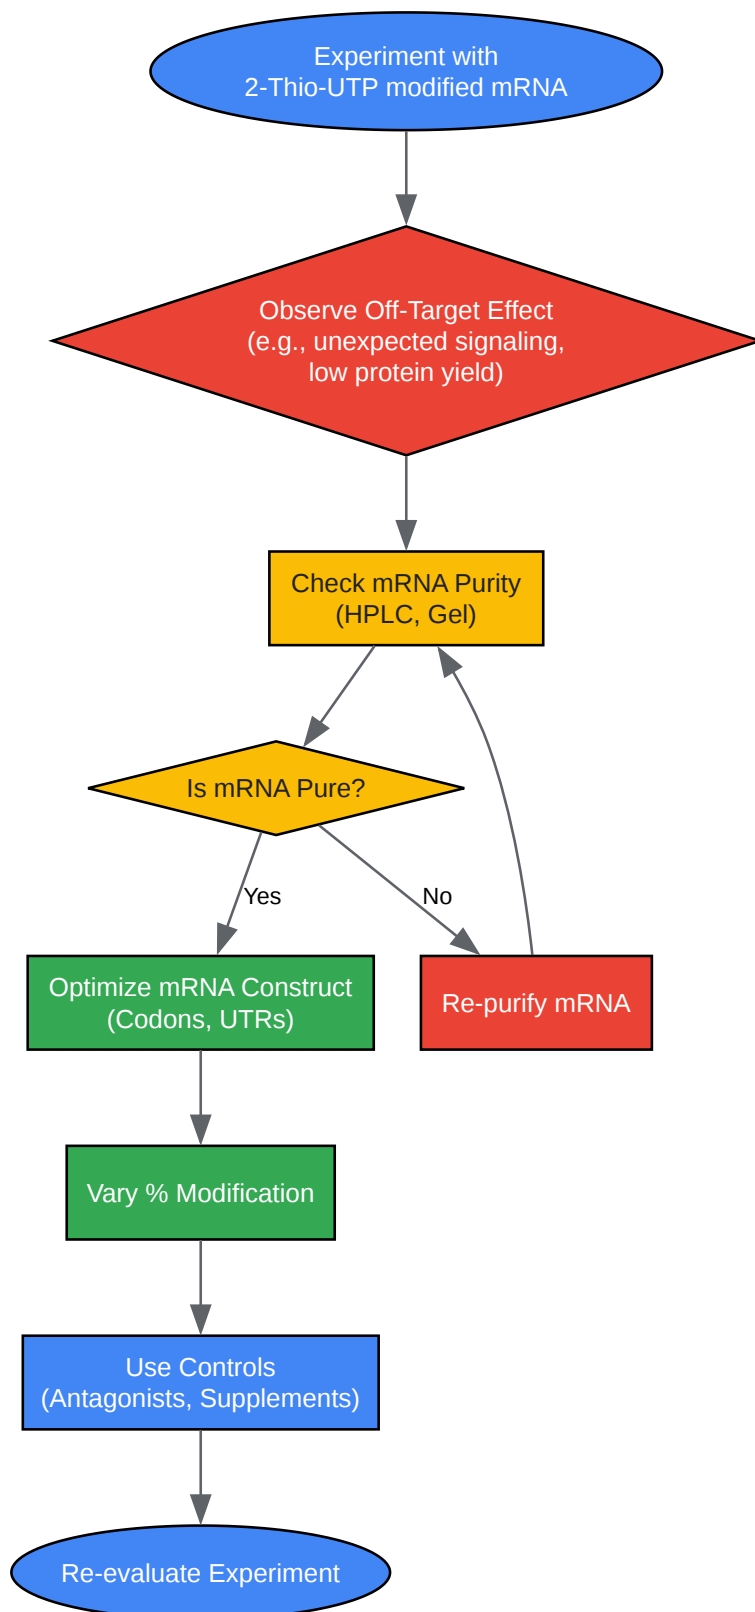 Experiment with
2-Thio-UTP modified mRNA
Observe Off-Target Effect
(e.g., unexpected signaling,
low protein yield)
Check mRNA Purity
(HPLC, Gel)
Is mRNA Pure?
Yes
No
Optimize mRNA Construct
(Codons, UTRs)
Re-purify mRNA
Vary % Modification
Use Controls
(Antagonists, Supplements)
Re-evaluate Experiment